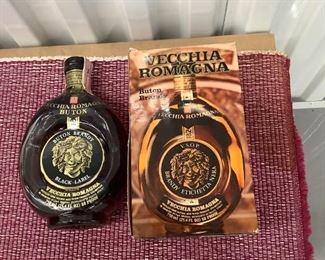 VECCHIA ROMAGNA
BUTON
BUTON BRANDY
BLACK LABEL
VECCHIA ROMAGNA
VECCHIA
ROMAGNA
Buton
Brandy
VECCHIA ROMAGNA
V.S.O.P.
BRANDY ETICHETTA NERA
VECCHIA ROMAGNA